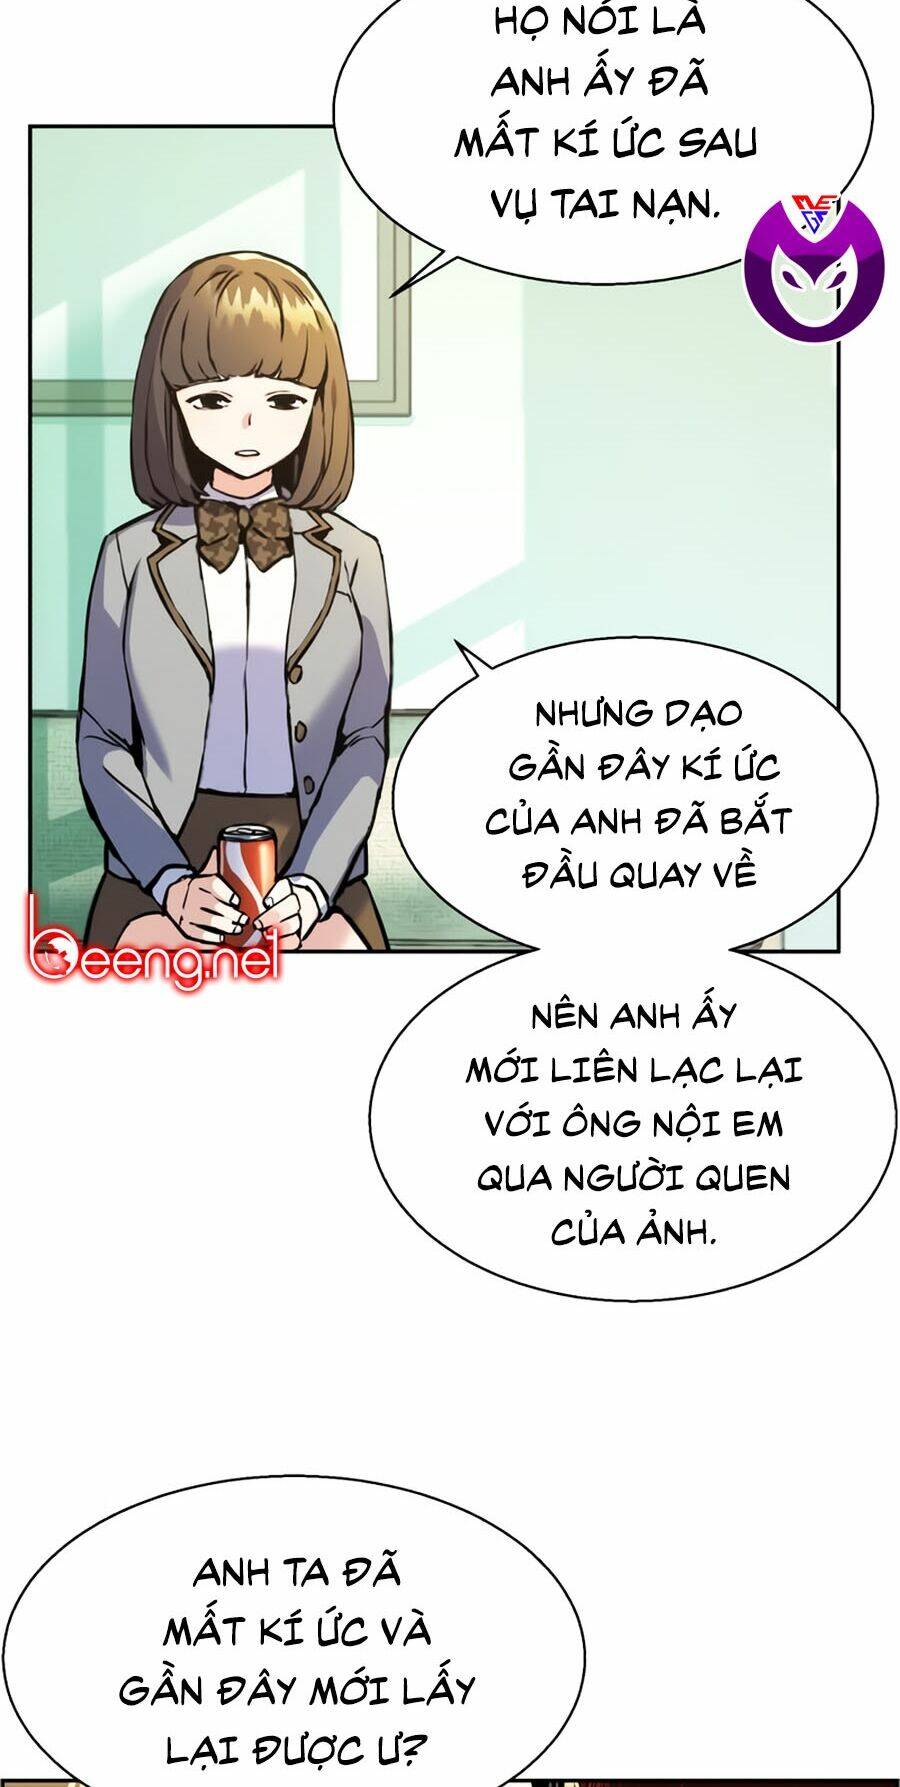 HỌ NÓI LÀ
ANH ẤY ĐÃ
MẤT KÍ ỨC SAU
VỤ TAI NẠN.
NHƯNG DẠO
GẦN ĐÂY KÍ ỨC
CỦA ANH ĐÃ BẮT
ĐẦU QUAY VỀ
beeng.net
NÊN ANH ẤY
MỚI LIÊN LẠC LẠI
VỚI ÔNG NỘI EM
QUA NGƯỜI QUEN
CỦA ẢNH.
ANH TA ĐÃ
MẤT KÍ ỨC VÀ
GẦN ĐÂY MỚI LẤY
LẠI ĐƯỢC Ư?